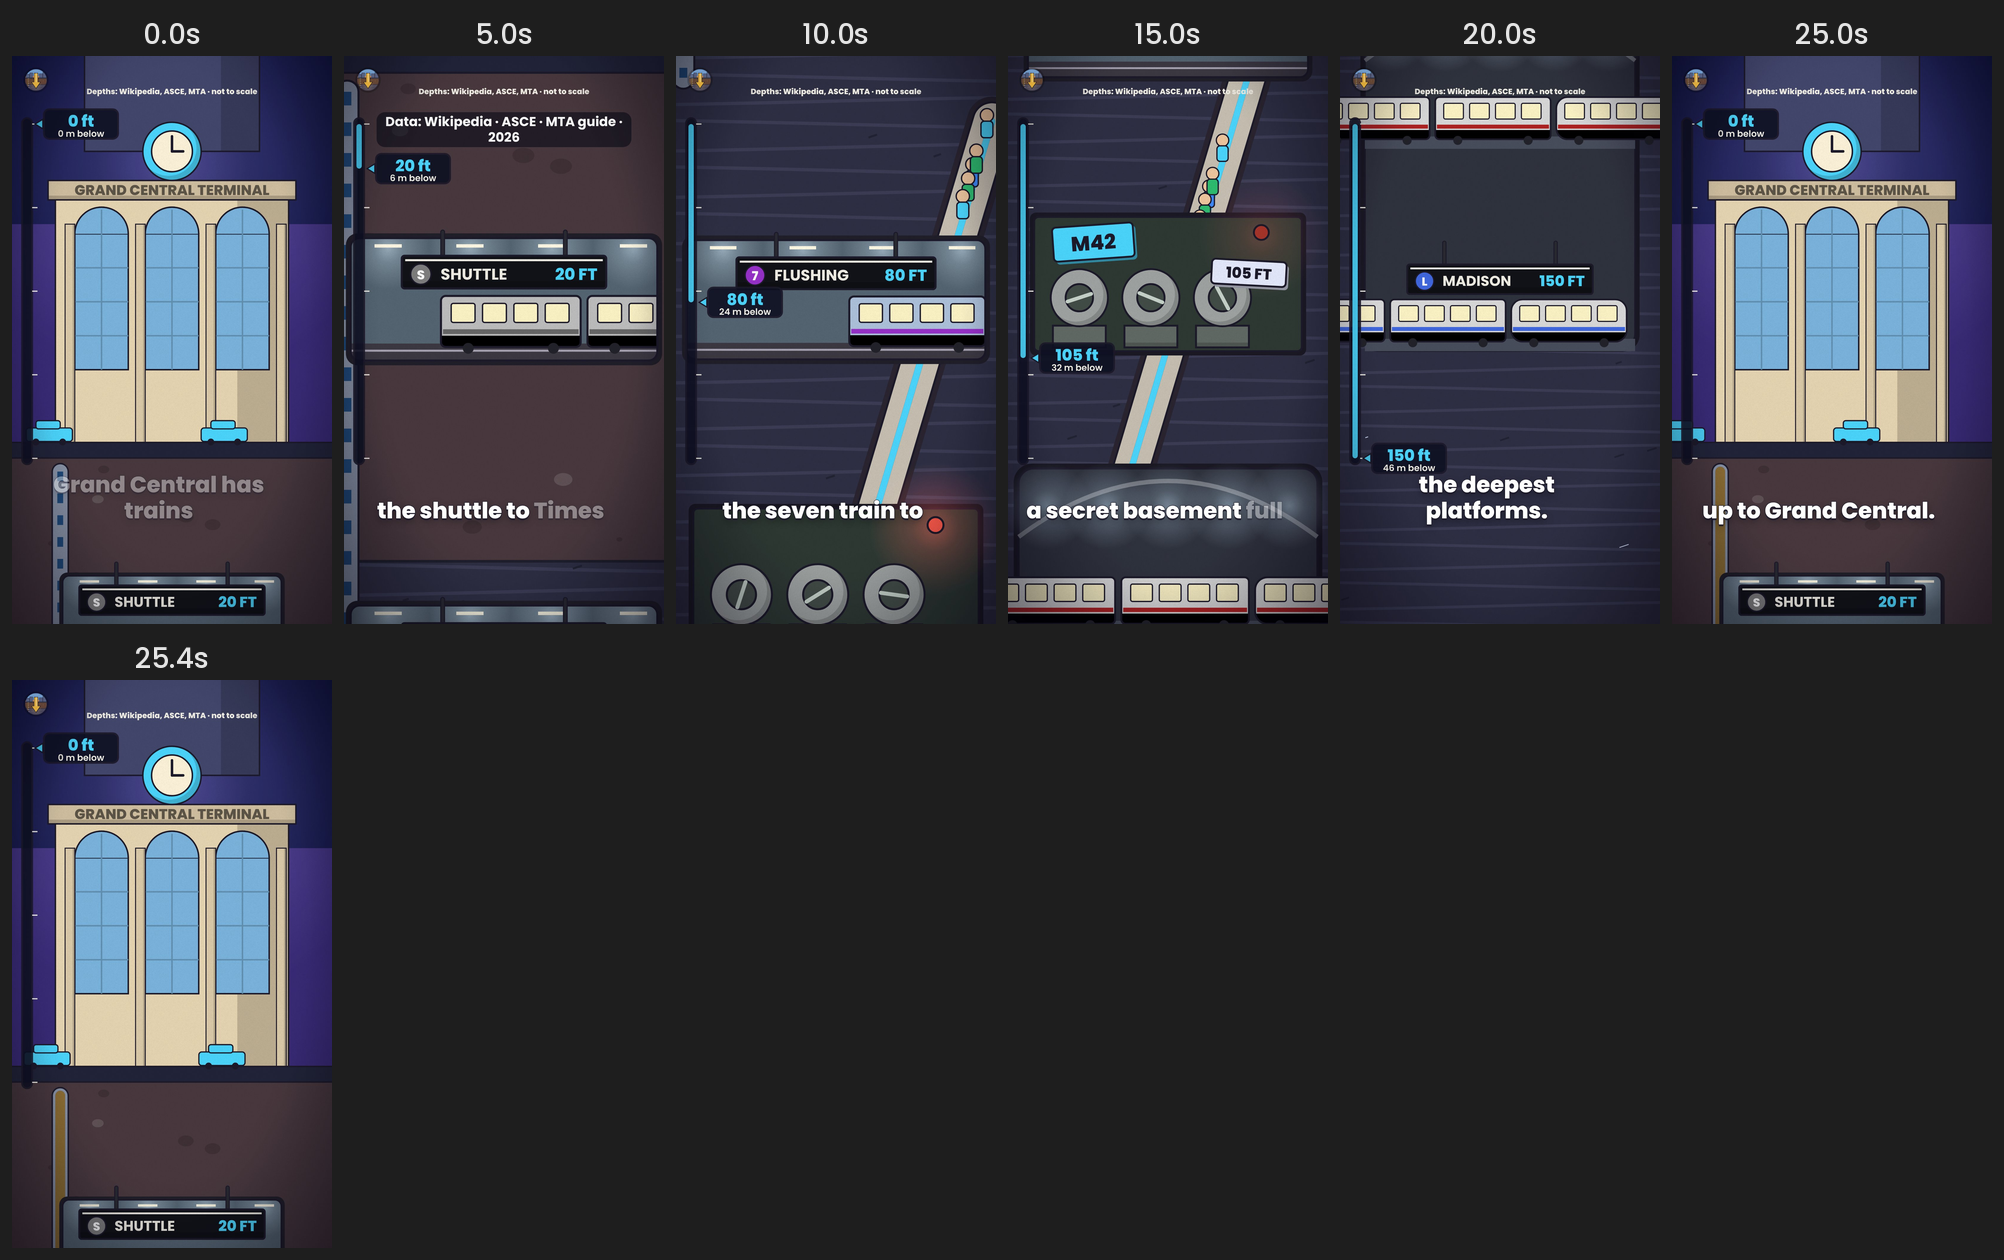 0.0s
Depths: Wikipedia, ASCE, MTA · not to scale
0 ft
0 m below
GRAND CENTRAL TERMINAL
Grand Central has
trains
S SHUTTLE 20 FT
5.0s
Depths: Wikipedia, ASCE, MTA · not to scale
Data: Wikipedia · ASCE · MTA guide ·
2026
20 ft
6 m below
S SHUTTLE 20 FT
the shuttle to Times
10.0s
Depths: Wikipedia, ASCE, MTA · not to scale
7 FLUSHING 80 FT
80 ft
24 m below
the seven train to
15.0s
Depths: Wikipedia, ASCE, MTA · not to scale
M42
105 FT
105 ft
32 m below
a secret basement full
20.0s
Depths: Wikipedia, ASCE, MTA · not to scale
L MADISON 150 FT
150 ft
46 m below
the deepest
platforms.
25.0s
Depths: Wikipedia, ASCE, MTA · not to scale
0 ft
0 m below
GRAND CENTRAL TERMINAL
up to Grand Central.
S SHUTTLE 20 FT
25.4s
Depths: Wikipedia, ASCE, MTA · not to scale
0 ft
0 m below
GRAND CENTRAL TERMINAL
S SHUTTLE 20 FT